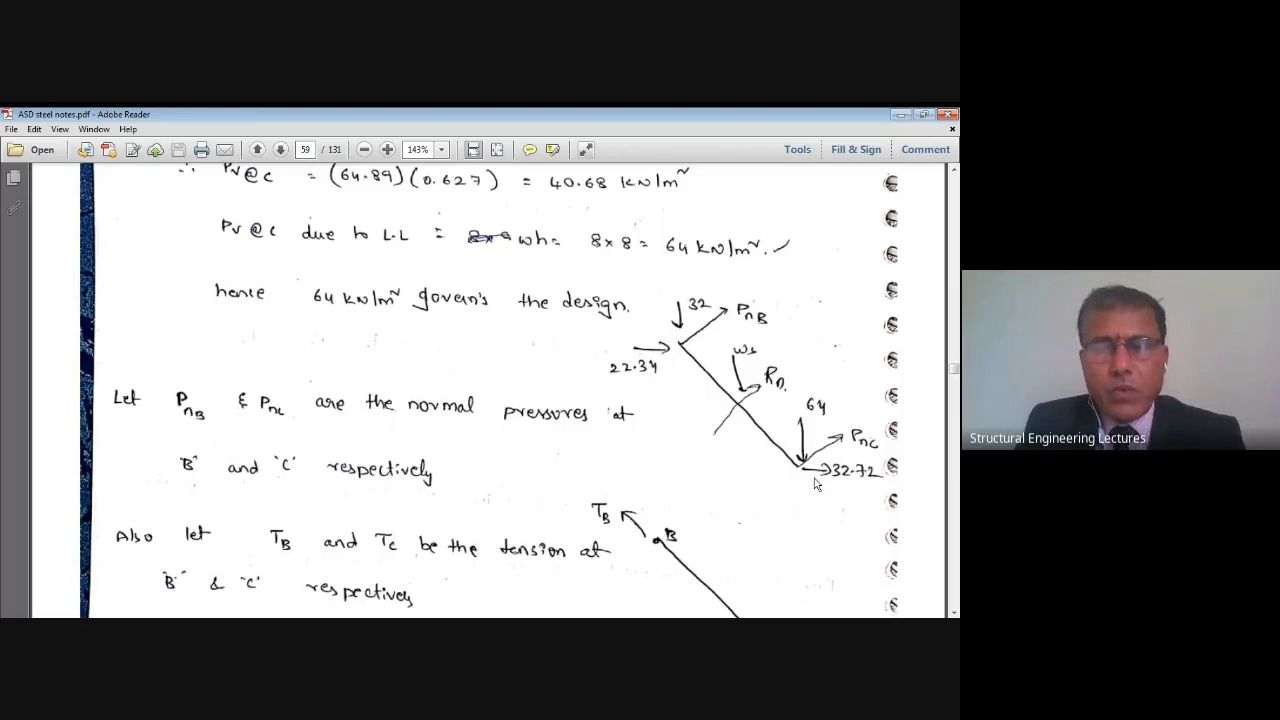 ASD steel notes.pdf - Adobe Reader
File Edit View Window Help
Open 59 / 131 143% Tools Fill & Sign Comment
∴ Pv@c = (64.89)(0.627) = 40.68 KN/m²
Pv @c due to L.L = wh = 8×8 = 64 KN/m². ✓
hence 64 KN/m² govern's the design.
32 PnB
22.34
Ws
Rn.
64
PnC
32.72
Let PnB & PnC are the normal pressures at
"B" and "C" respectively
Also let TB and TC be the tension at
"B" & "C" respectively
TB B
Structural Engineering Lectures